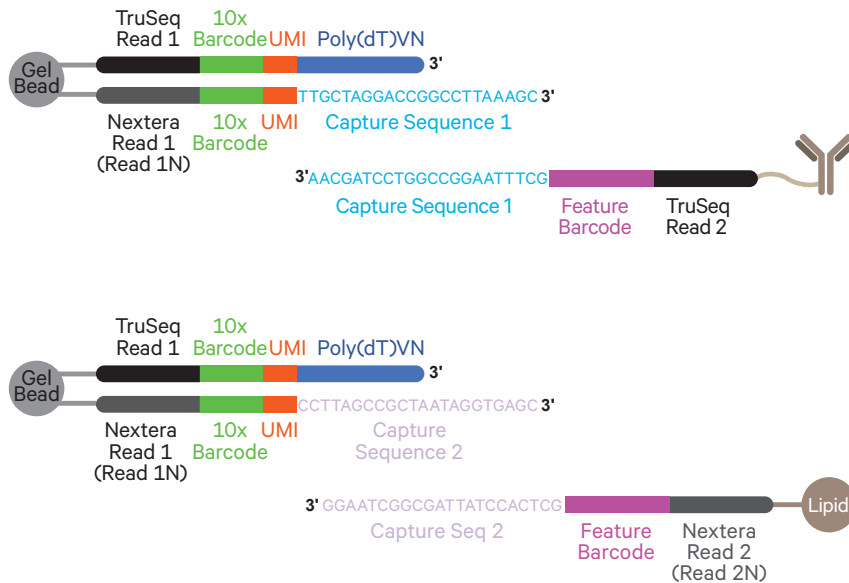 TruSeq
Read 1
10x
Barcode
UMI
Poly(dT)VN
Gel
Bead
3'
TTGCTAGGACCGGCCTTAAAGC 3'
Nextera
Read 1
(Read 1N)
10x
Barcode
UMI
Capture Sequence 1
3'AACGATCCTGGCCGGAATTTCG
Capture Sequence 1
Feature
Barcode
TruSeq
Read 2
TruSeq
Read 1
10x
Barcode
UMI
Poly(dT)VN
Gel
Bead
3'
CCTTAGCCGCTAATAGGTGAGC 3'
Nextera
Read 1
(Read 1N)
10x
Barcode
UMI
Capture
Sequence 2
3' GGAATCGGCGATTATCCACTCG
Capture Seq 2
Feature
Barcode
Nextera
Read 2
(Read 2N)
Lipid